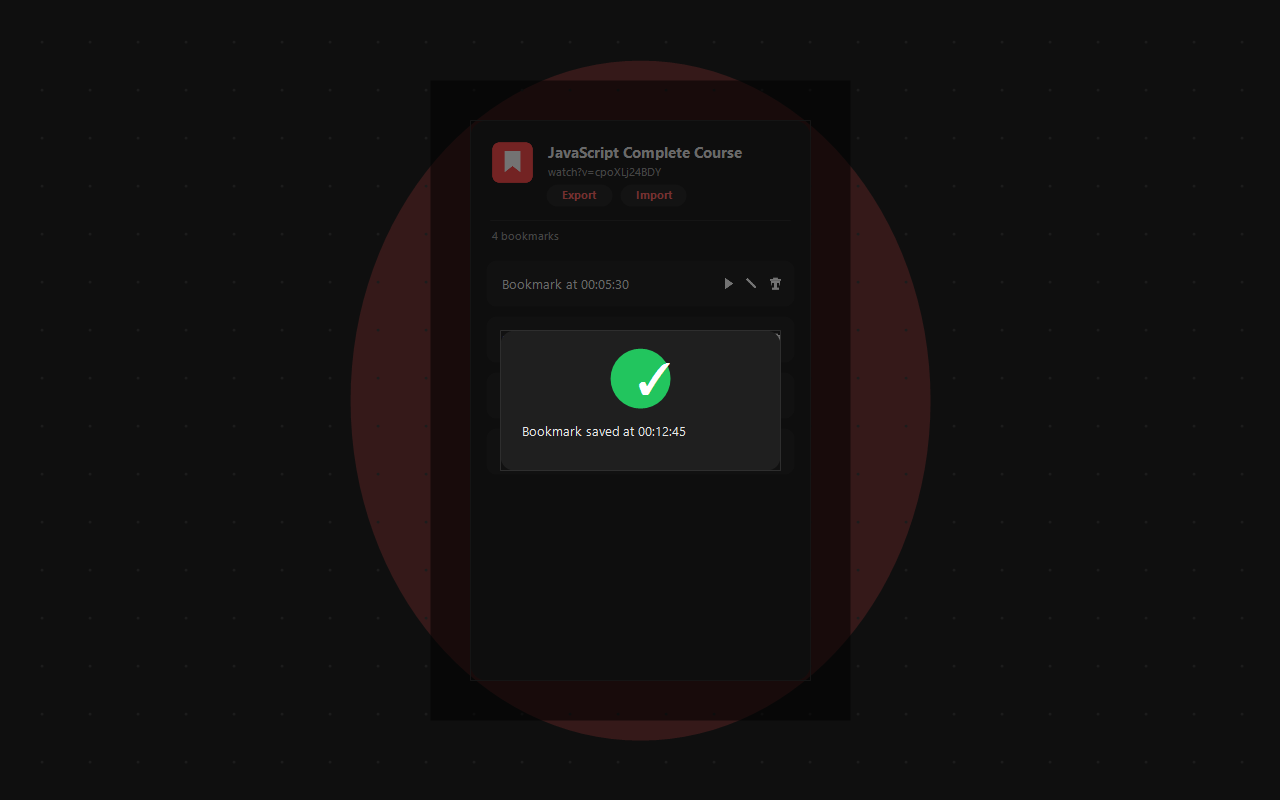 JavaScript Complete Course
watch?v=cpoXLj24BDY
Export Import
4 bookmarks
Bookmark at 00:05:30
Bookmark saved at 00:12:45